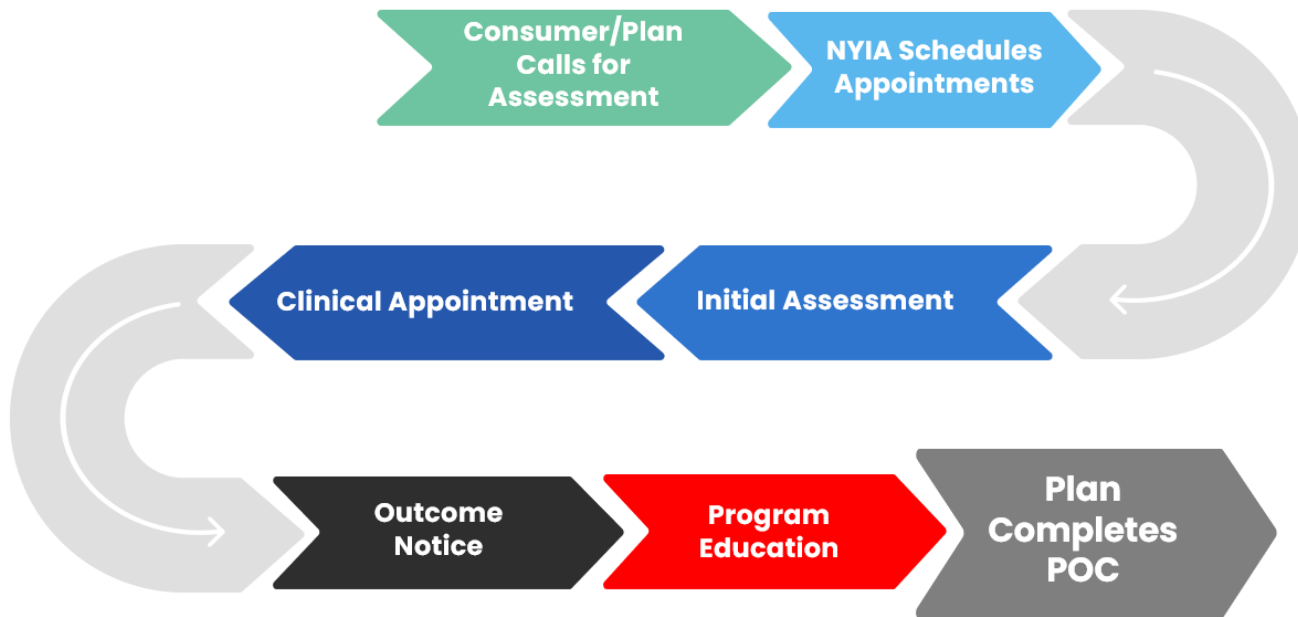 Consumer/Plan
Calls for
Assessment
NYIA Schedules
Appointments
Initial Assessment
Clinical Appointment
Outcome
Notice
Program
Education
Plan
Completes
POC